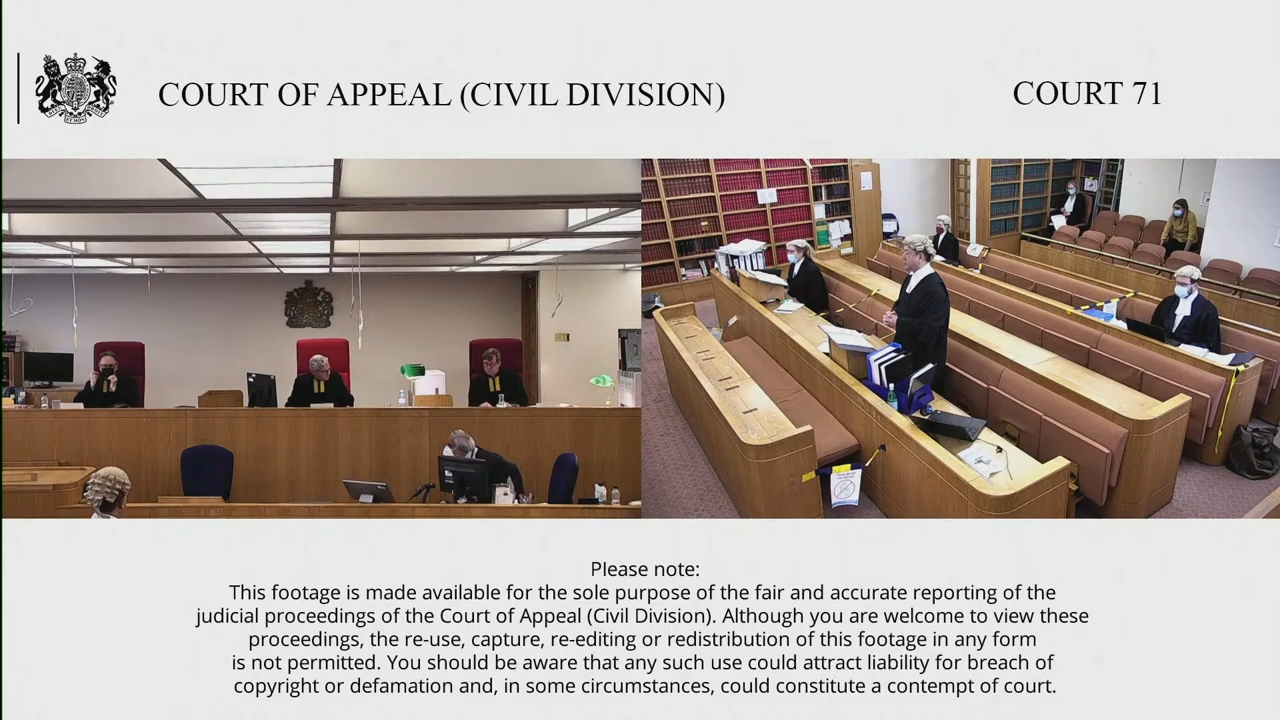 COURT OF APPEAL (CIVIL DIVISION)
COURT 71
Please note:
This footage is made available for the sole purpose of the fair and accurate reporting of the
judicial proceedings of the Court of Appeal (Civil Division). Although you are welcome to view these
proceedings, the re-use, capture, re-editing or redistribution of this footage in any form
is not permitted. You should be aware that any such use could attract liability for breach of
copyright or defamation and, in some circumstances, could constitute a contempt of court.